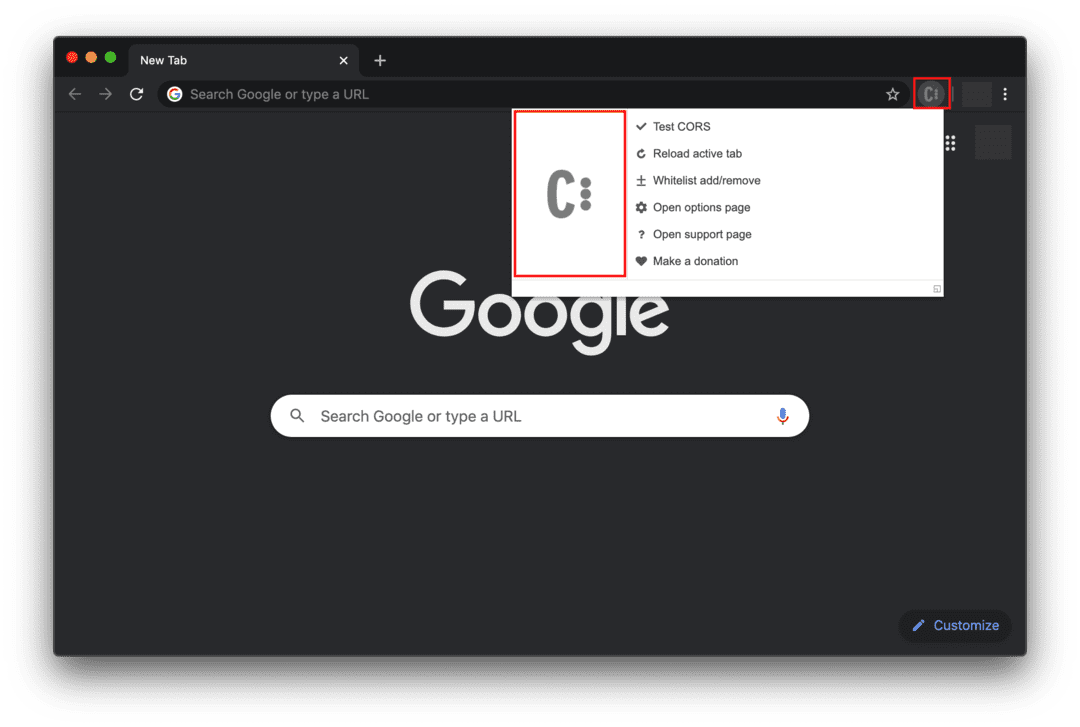 New Tab
Search Google or type a URL
C
C
Test CORS
Reload active tab
Whitelist add/remove
Open options page
? Open support page
Make a donation
Google
Search Google or type a URL
Customize